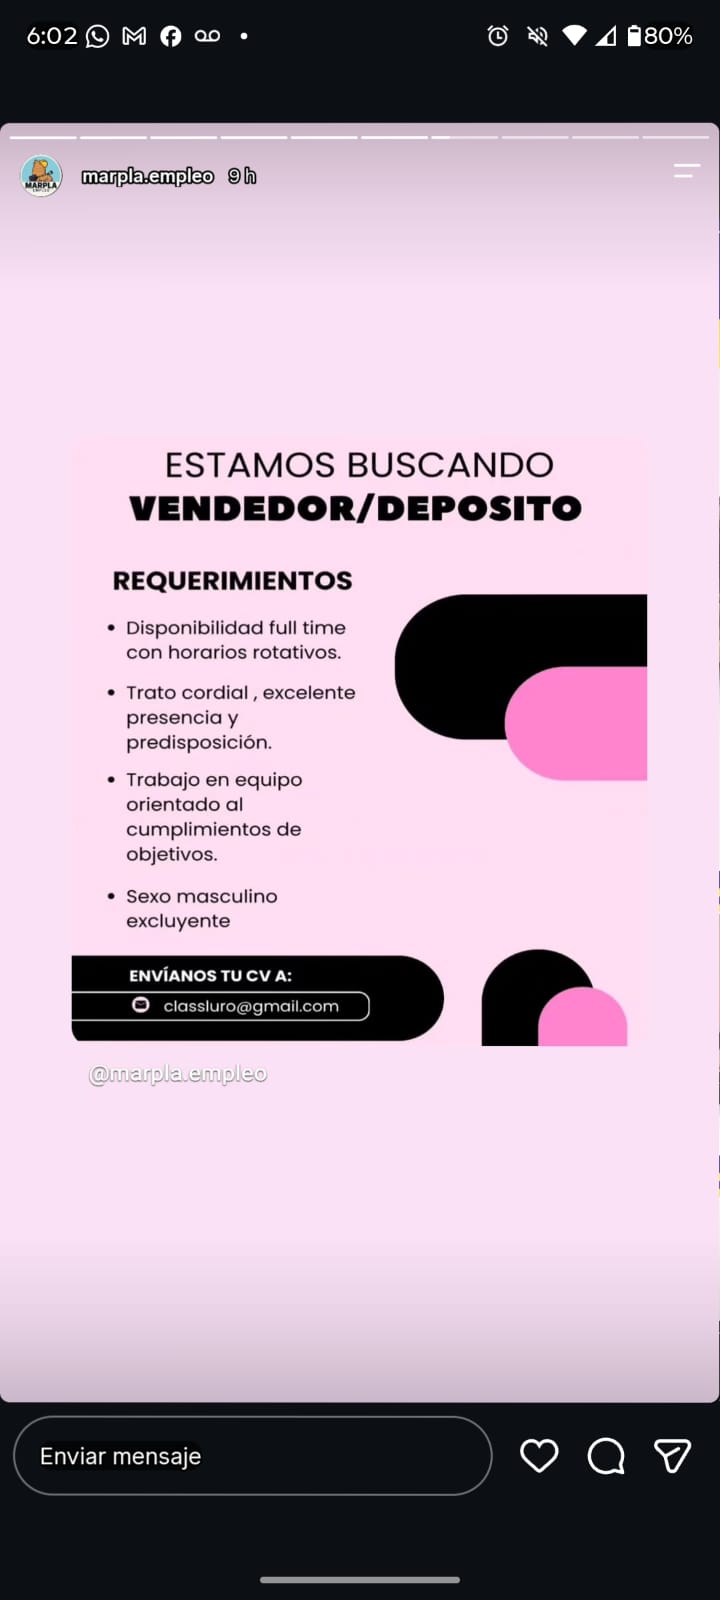 6:02
80%
MARPLA
marpla.empleo 9 h
ESTAMOS BUSCANDO
VENDEDOR/DEPOSITO
REQUERIMIENTOS
• Disponibilidad full time
con horarios rotativos.
• Trato cordial , excelente
presencia y
predisposición.
• Trabajo en equipo
orientado al
cumplimientos de
objetivos.
• Sexo masculino
excluyente
ENVÍANOS TU CV A:
classluro@gmail.com
@marpla.empleo
Enviar mensaje